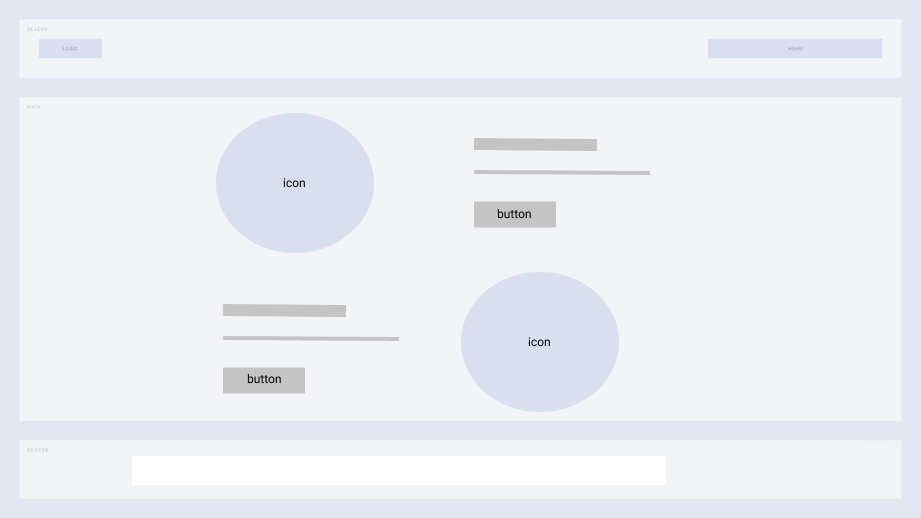 HEADER
LOGO
MENU
MAIN
icon
button
button
icon
FOOTER